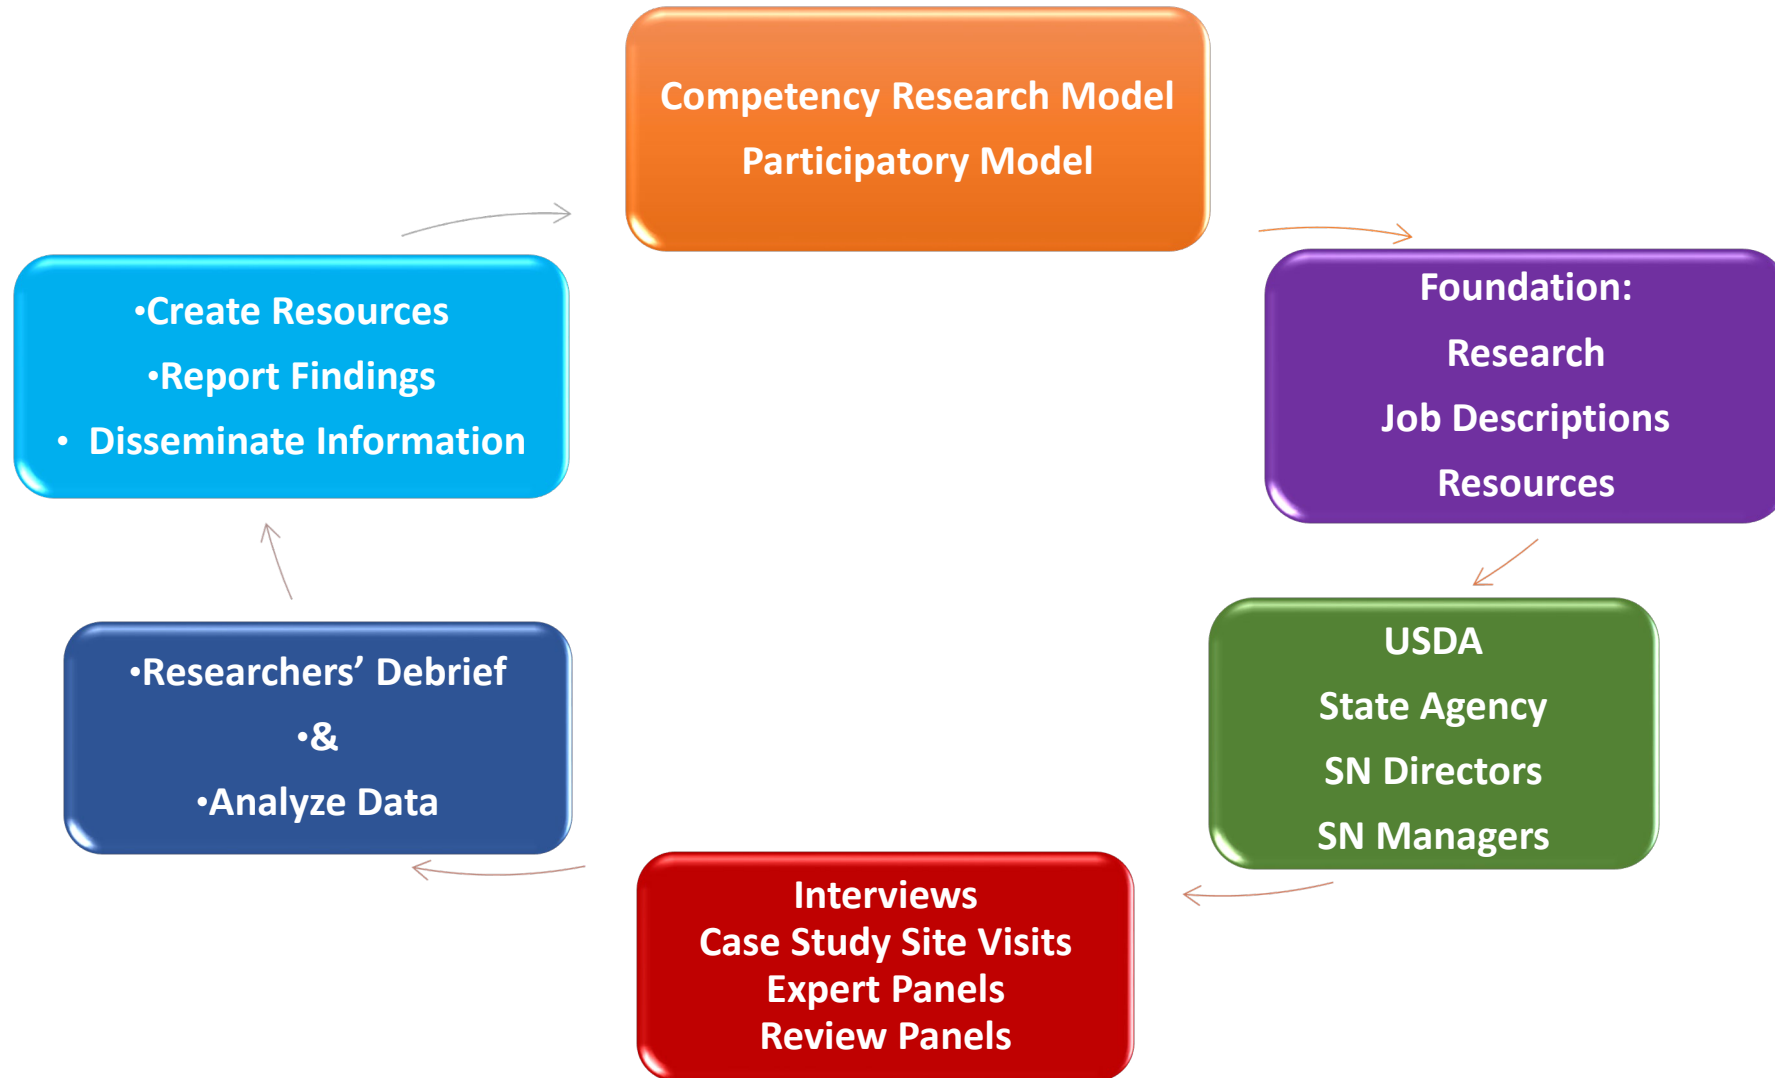 Competency Research Model
Participatory Model
Foundation:
Research
Job Descriptions
Resources
USDA
State Agency
SN Directors
SN Managers
Interviews
Case Study Site Visits
Expert Panels
Review Panels
•Researchers’ Debrief
•&
•Analyze Data
•Create Resources
•Report Findings
• Disseminate Information